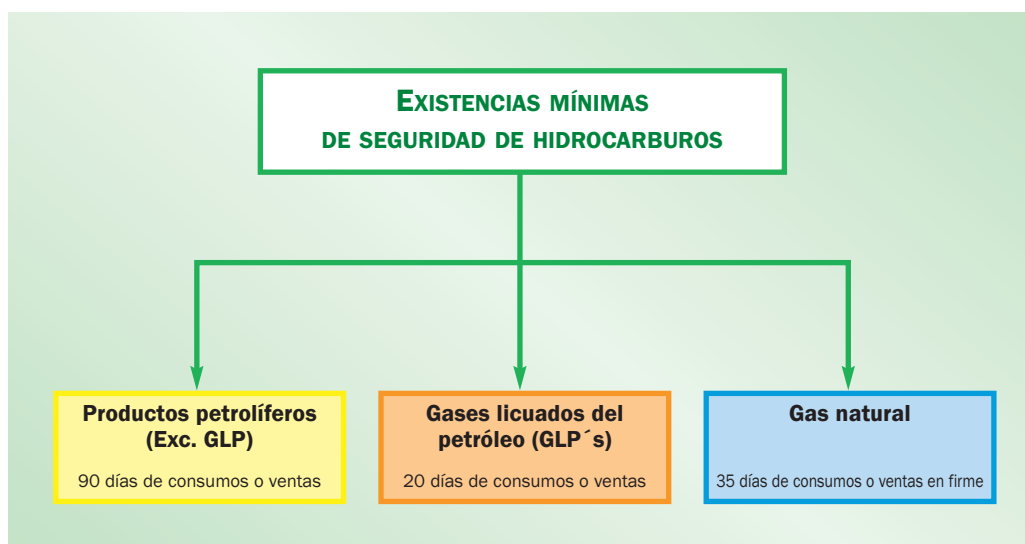 EXISTENCIAS MÍNIMAS
DE SEGURIDAD DE HIDROCARBUROS
Productos petrolíferos
(Exc. GLP)
90 días de consumos o ventas
Gases licuados del
petróleo (GLP´s)
20 días de consumos o ventas
Gas natural
35 días de consumos o ventas en firme